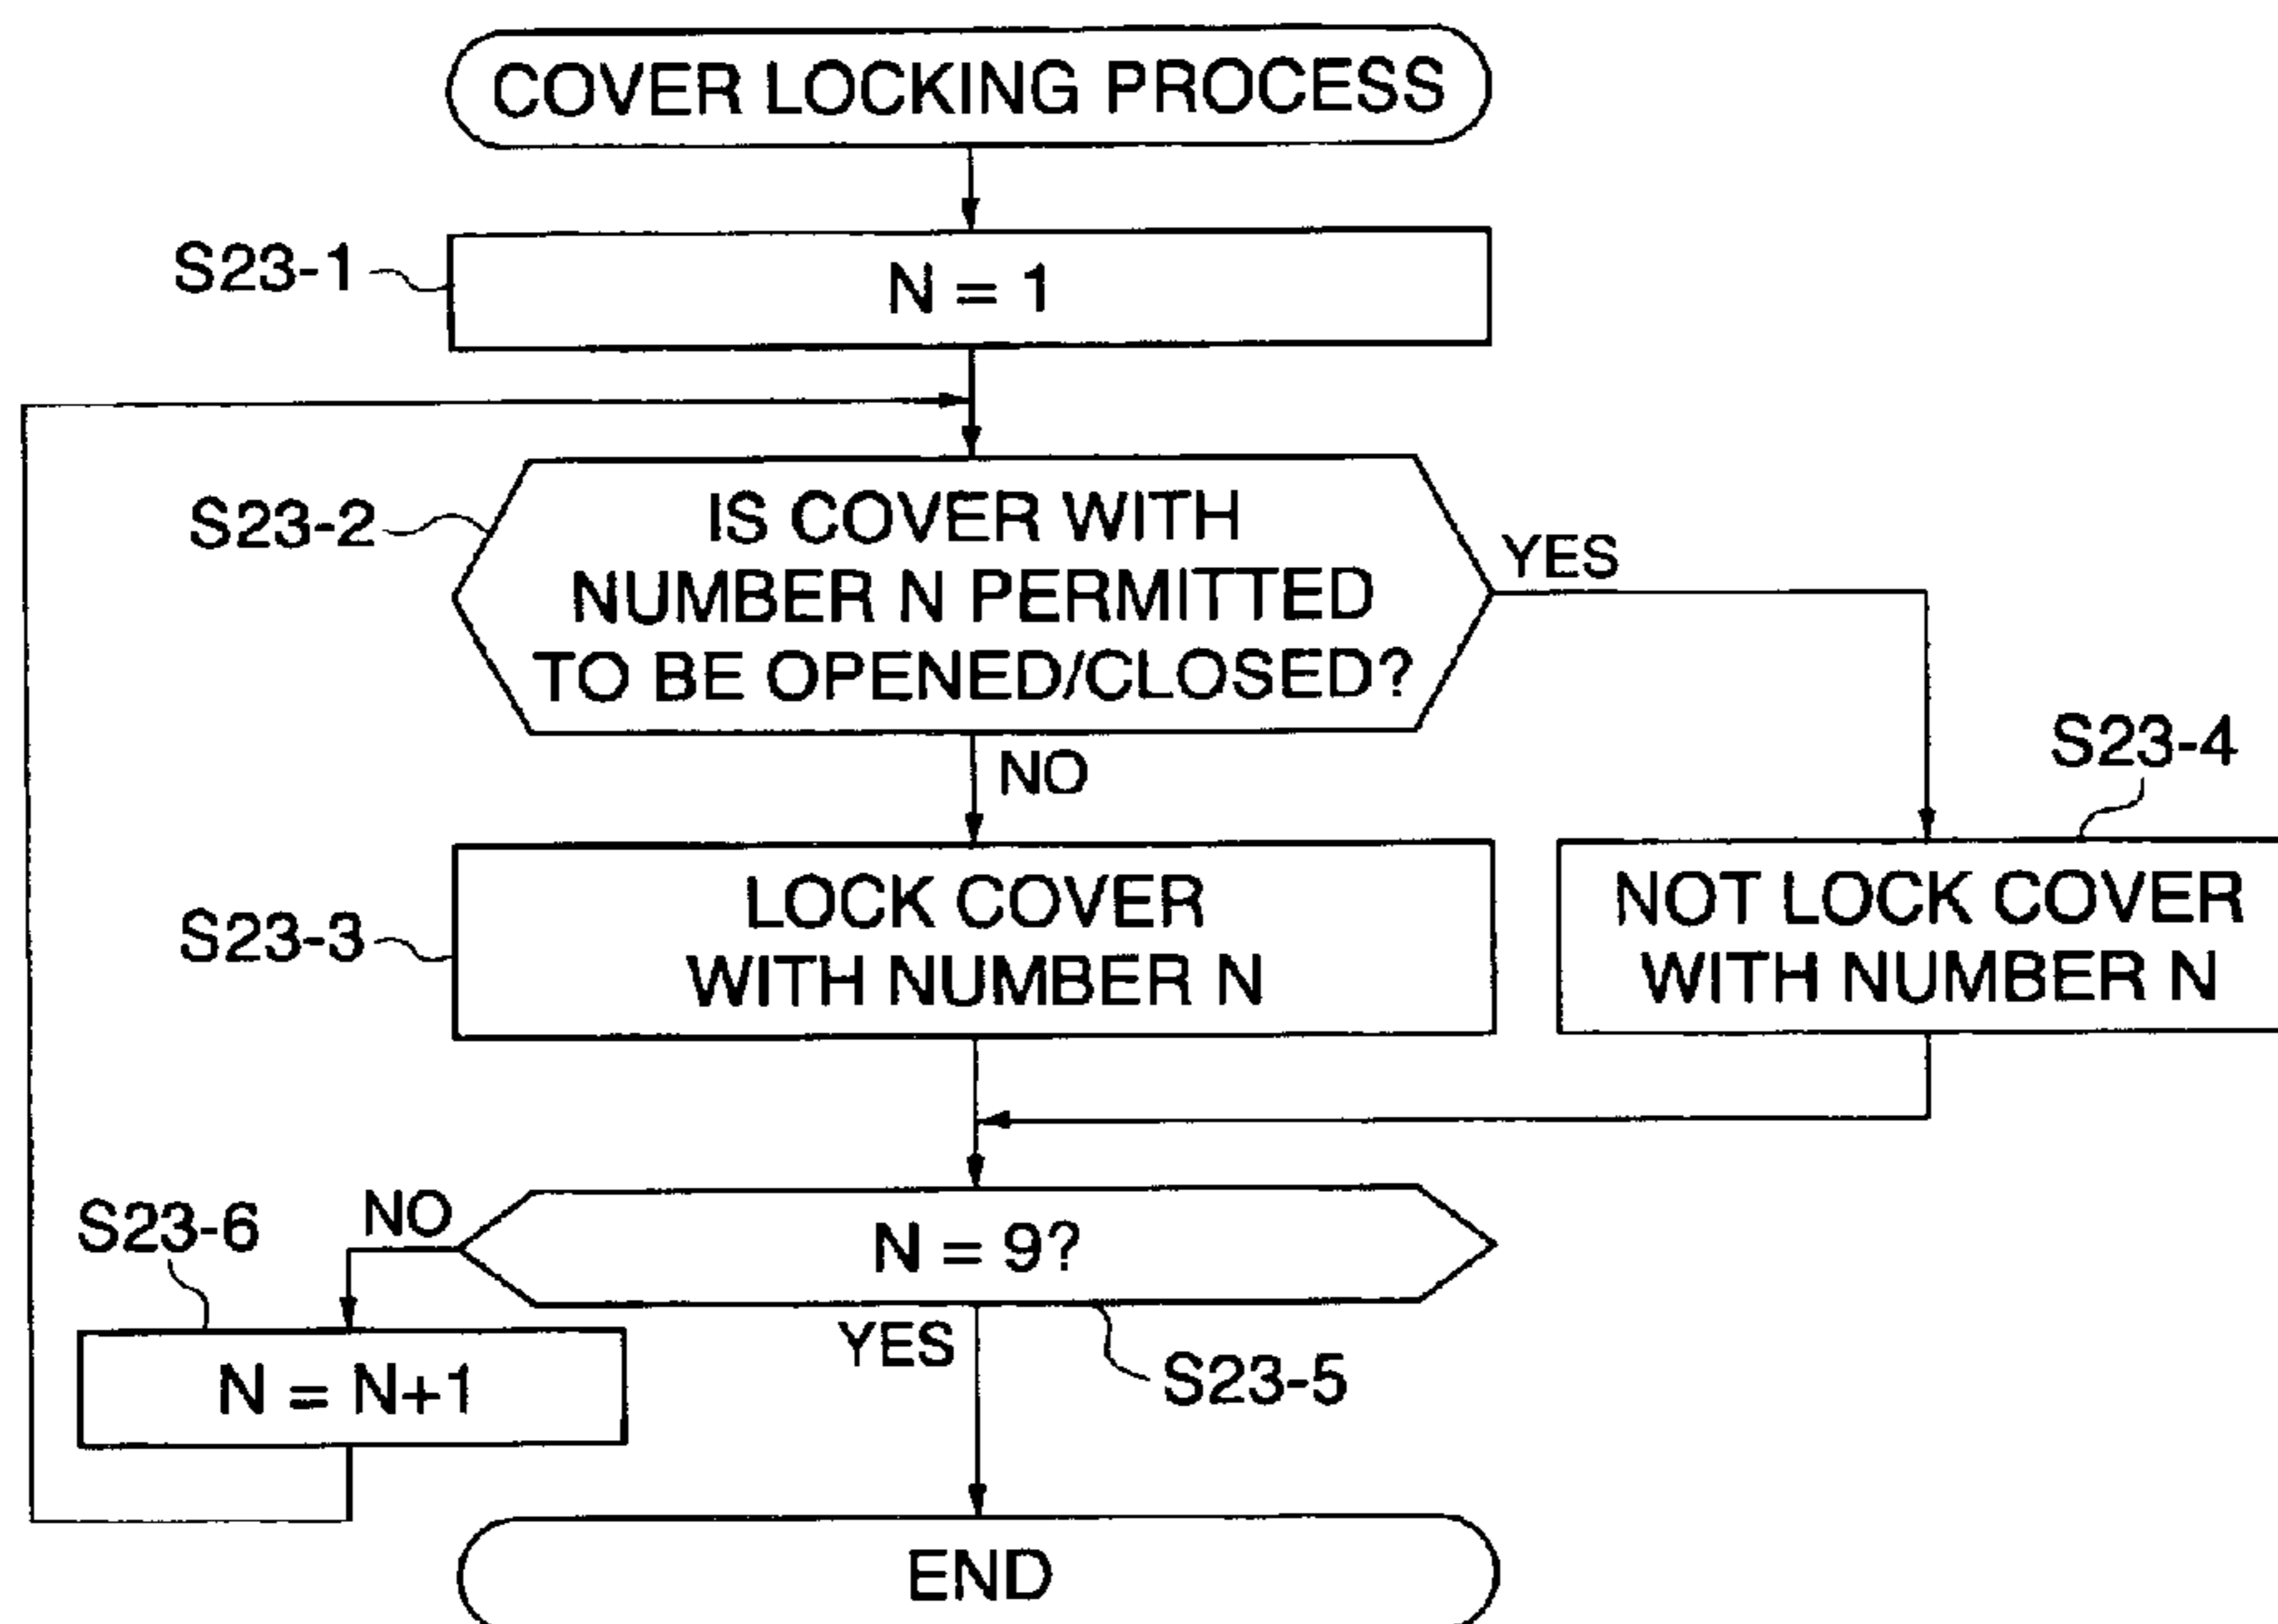 COVER LOCKING PROCESS
S23-1
N = 1
S23-2
IS COVER WITH
NUMBER N PERMITTED
TO BE OPENED/CLOSED?
YES
NO
S23-4
S23-3
LOCK COVER
WITH NUMBER N
NOT LOCK COVER
WITH NUMBER N
S23-6
NO
N = 9?
YES
S23-5
N = N+1
END